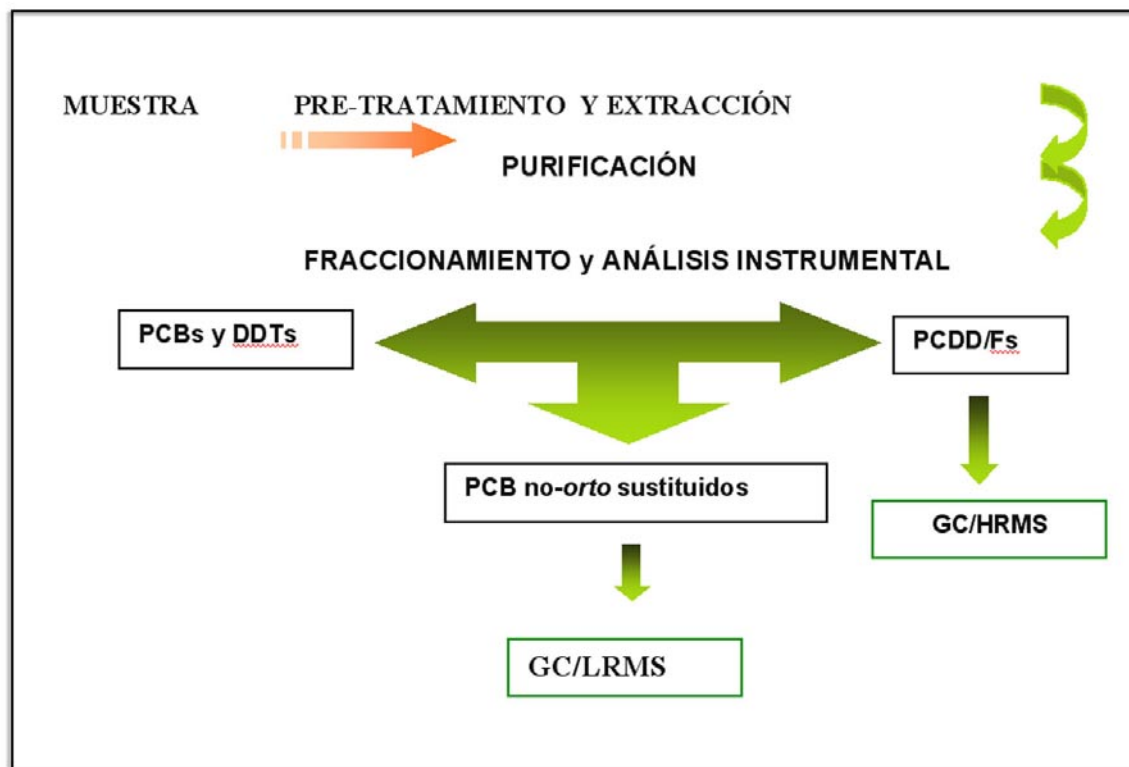 MUESTRA PRE-TRATAMIENTO Y EXTRACCIÓN
PURIFICACIÓN
FRACCIONAMIENTO y ANÁLISIS INSTRUMENTAL
PCBs y DDTs
PCDD/Fs
PCB no-orto sustituidos
GC/HRMS
GC/LRMS